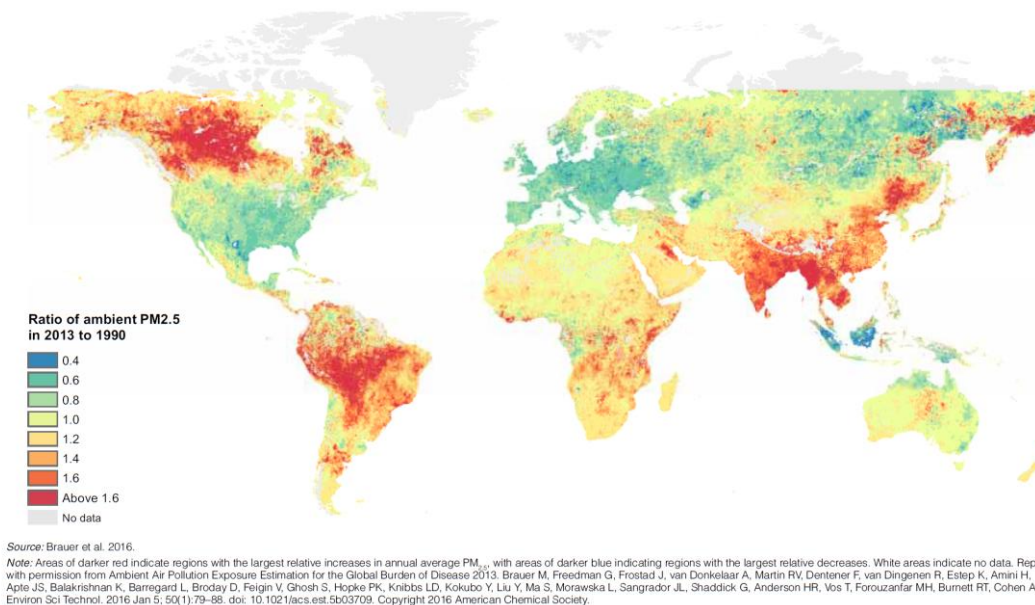 Ratio of ambient PM2.5
in 2013 to 1990
0.4
0.6
0.8
1.0
1.2
1.4
1.6
Above 1.6
No data
Source: Brauer et al. 2016.
Note: Areas of darker red indicate regions with the largest relative increases in annual average PM2.5, with areas of darker blue indicating regions with the largest relative decreases. White areas indicate no data. Rep
with permission from Ambient Air Pollution Exposure Estimation for the Global Burden of Disease 2013. Brauer M, Freedman G, Frostad J, van Donkelaar A, Martin RV, Dentener F, van Dingenen R, Estep K, Amini H,
Apte JS, Balakrishnan K, Barregard L, Broday D, Feigin V, Ghosh S, Hopke PK, Knibbs LD, Kokubo Y, Liu Y, Ma S, Morawska L, Sangrador JL, Shaddick G, Anderson HR, Vos T, Forouzanfar MH, Burnett RT, Cohen A
Environ Sci Technol. 2016 Jan 5; 50(1):79–88. doi: 10.1021/acs.est.5b03709. Copyright 2016 American Chemical Society.